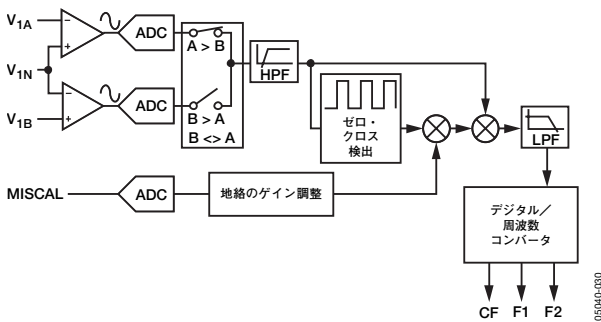 V1A
V1N
V1B
−
+
−
+
ADC
ADC
A > B
B > A
B <> A
HPF
ゼロ・
クロス
検出
LPF
MISCAL
ADC
地絡のゲイン調整
デジタル／
周波数
コンバータ
CF F1 F2
05040-030